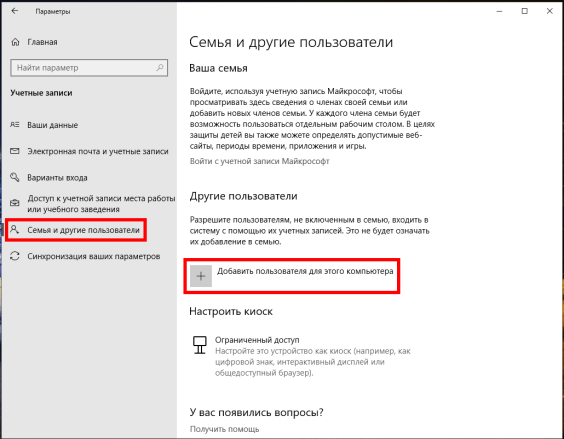 Параметры
Главная
Найти параметр
Учетные записи
Ваши данные
Электронная почта и учетные записи
Варианты входа
Доступ к учетной записи места работы
или учебного заведения
Семья и другие пользователи
Синхронизация ваших параметров
Семья и другие пользователи
Ваша семья
Войдите, используя учетную запись Майкрософт, чтобы
просматривать здесь сведения о членах своей семьи или
добавить новых членов семьи. У каждого члена семьи будет
возможность пользоваться отдельным рабочим столом. В целях
защиты детей вы также можете определять допустимые веб-
сайты, периоды времени, приложения и игры.
Войти с учетной записи Майкрософт
Другие пользователи
Разрешите пользователям, не включенным в семью, входить в
систему с помощью их учетных записей. Это не будет означать
их добавление в семью.
Добавить пользователя для этого компьютера
Настроить киоск
Ограниченный доступ
Настройте это устройство как киоск (например, как
цифровой знак, интерактивный дисплей или
общедоступный браузер).
У вас появились вопросы?
Получить помощь